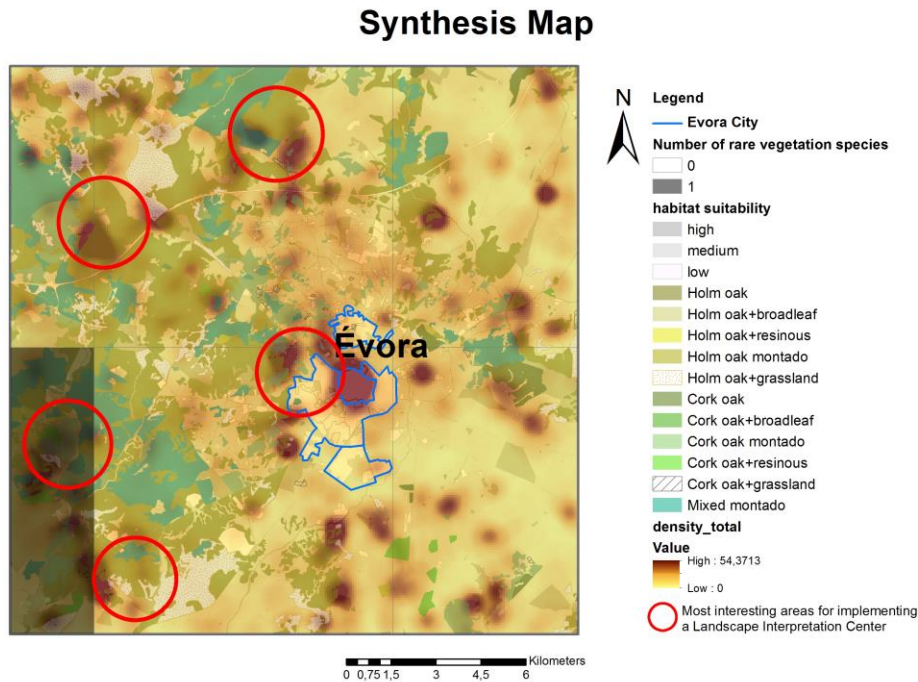 Synthesis Map
Évora
N
Legend
Evora City
Number of rare vegetation species
0
1
habitat suitability
high
medium
low
Holm oak
Holm oak+broadleaf
Holm oak+resinous
Holm oak montado
Holm oak+grassland
Cork oak
Cork oak+broadleaf
Cork oak montado
Cork oak+resinous
Cork oak+grassland
Mixed montado
density_total
Value
High : 54,3713
Low : 0
Most interesting areas for implementing
a Landscape Interpretation Center
Kilometers
0 0,75 1,5 3 4,5 6